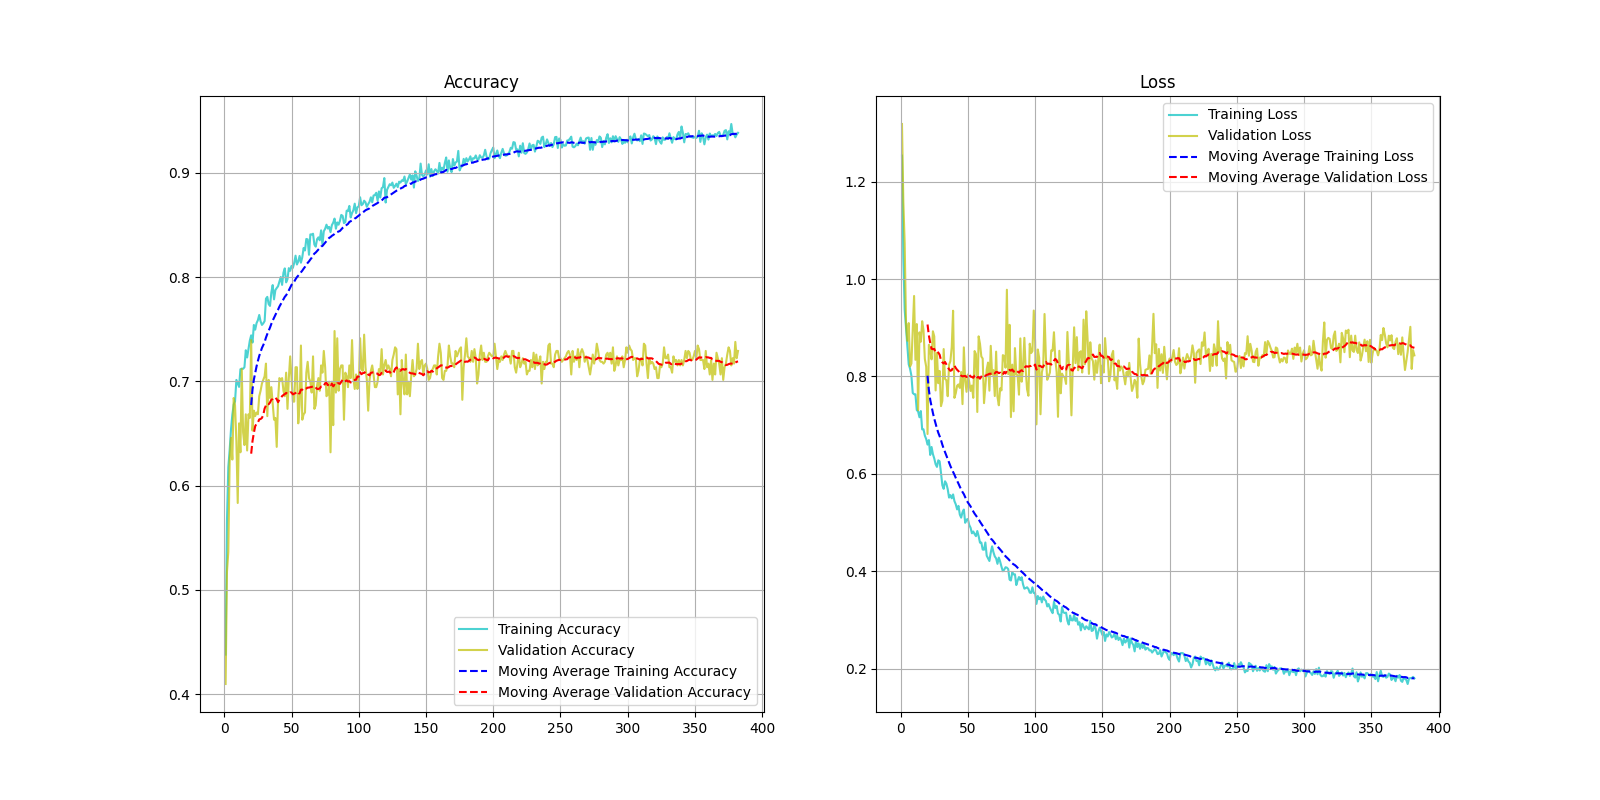 Accuracy
0.9
0.8
0.7
0.6
0.5
0.4
0 50 100 150 200 250 300 350 400
Training Accuracy
Validation Accuracy
Moving Average Training Accuracy
Moving Average Validation Accuracy
Loss
1.2
1.0
0.8
0.6
0.4
0.2
0 50 100 150 200 250 300 350 400
Training Loss
Validation Loss
Moving Average Training Loss
Moving Average Validation Loss